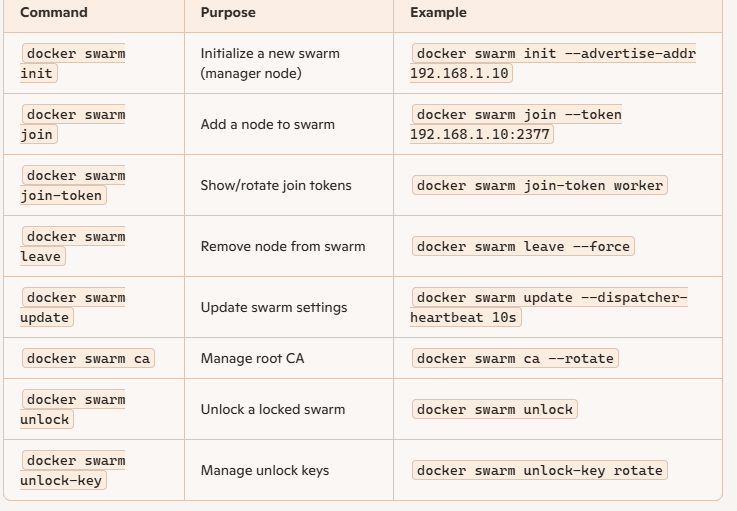 Command Purpose Example
docker swarm
init
Initialize a new swarm
(manager node)
docker swarm init --advertise-addr
192.168.1.10
docker swarm
join
Add a node to swarm
docker swarm join --token
192.168.1.10:2377
docker swarm
join-token
Show/rotate join tokens
docker swarm join-token worker
docker swarm
leave
Remove node from swarm
docker swarm leave --force
docker swarm
update
Update swarm settings
docker swarm update --dispatcher-
heartbeat 10s
docker swarm ca
Manage root CA
docker swarm ca --rotate
docker swarm
unlock
Unlock a locked swarm
docker swarm unlock
docker swarm
unlock-key
Manage unlock keys
docker swarm unlock-key rotate